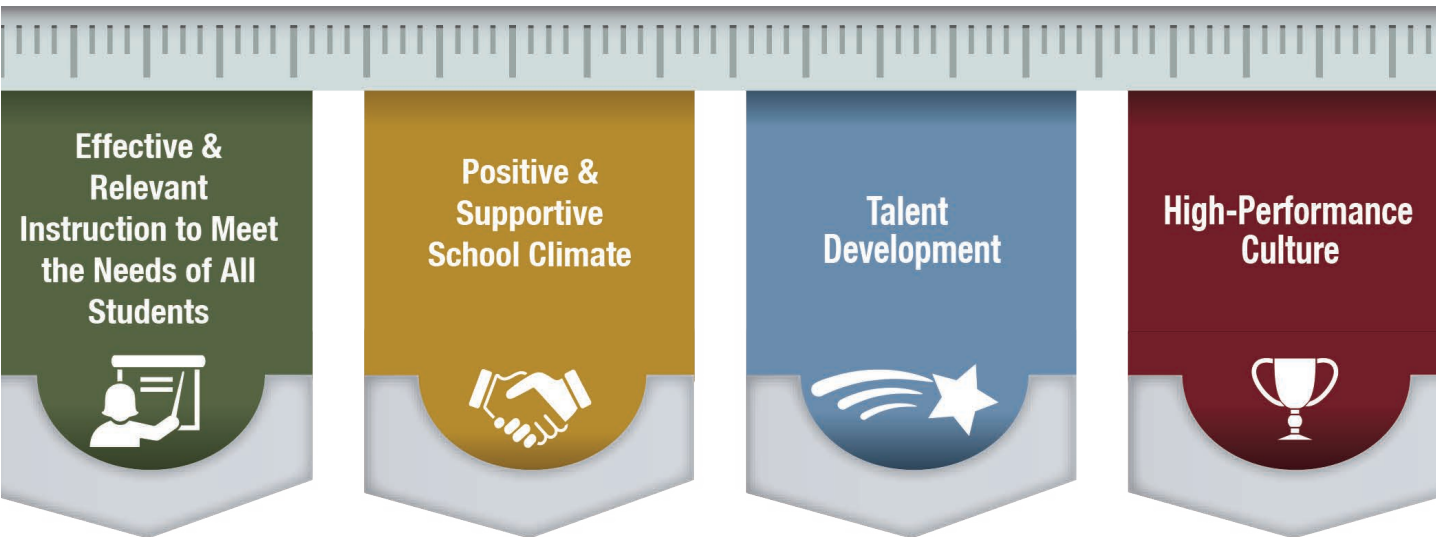 Effective &
Relevant
Instruction to Meet
the Needs of All
Students
Positive &
Supportive
School Climate
Talent
Development
High-Performance
Culture